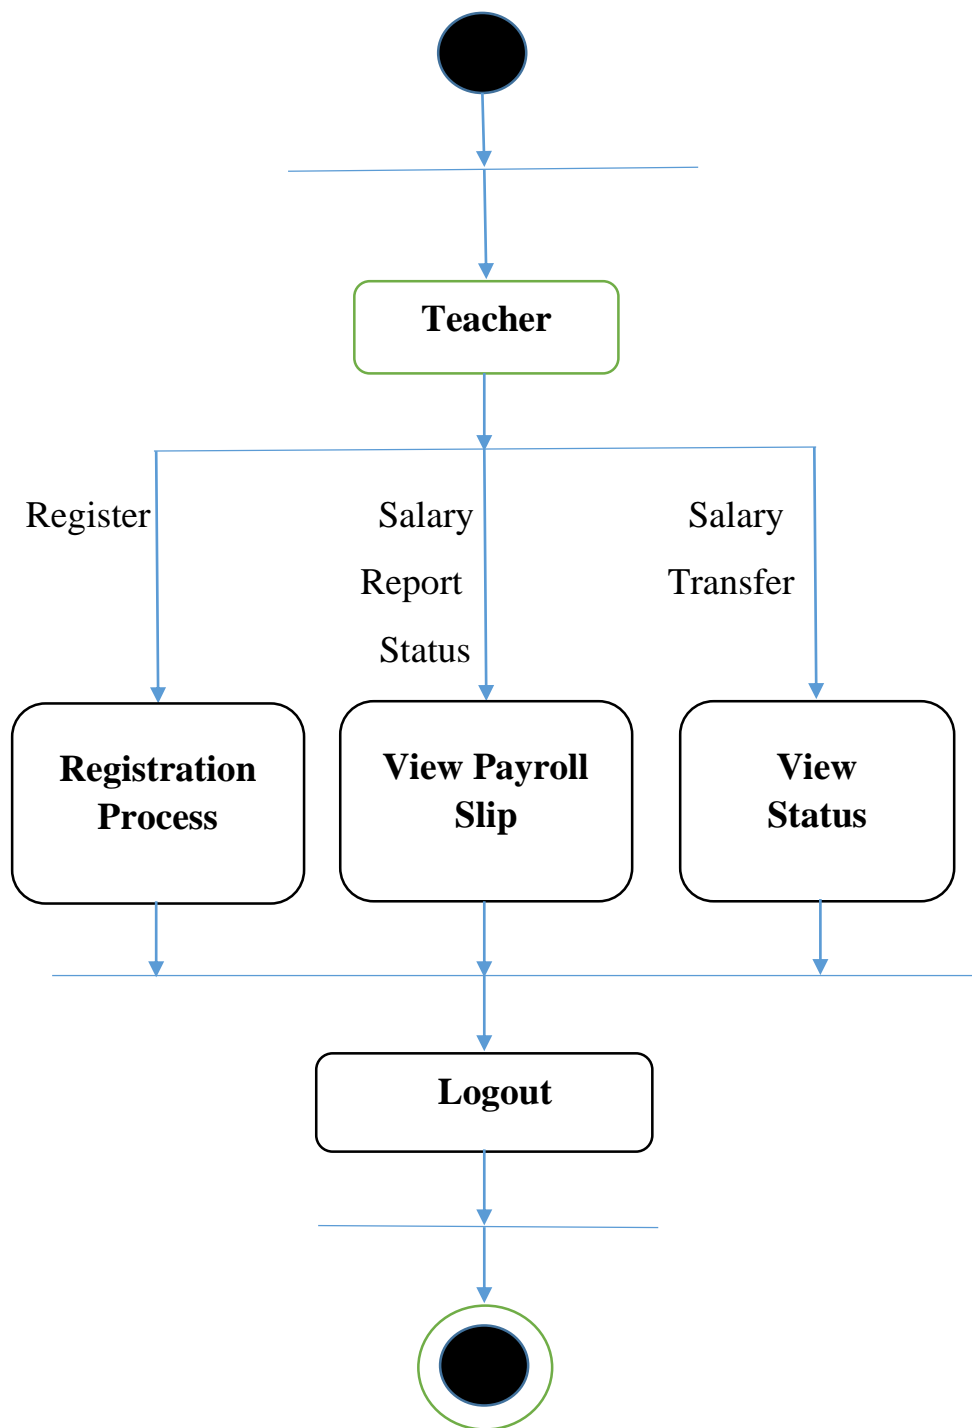 Teacher
Register
Salary
Report
Status
Salary
Transfer
Registration
Process
View Payroll
Slip
View
Status
Logout